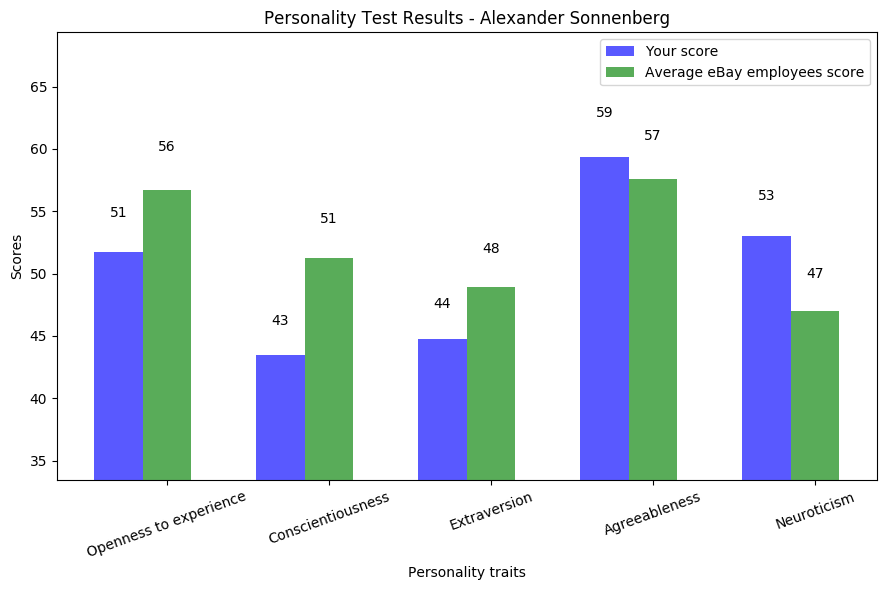 Personality Test Results - Alexander Sonnenberg
Your score
Average eBay employees score
65
60
55
50
45
40
35
Scores
51
56
43
51
44
48
59
57
53
47
Openness to experience
Conscientiousness
Extraversion
Agreeableness
Neuroticism
Personality traits